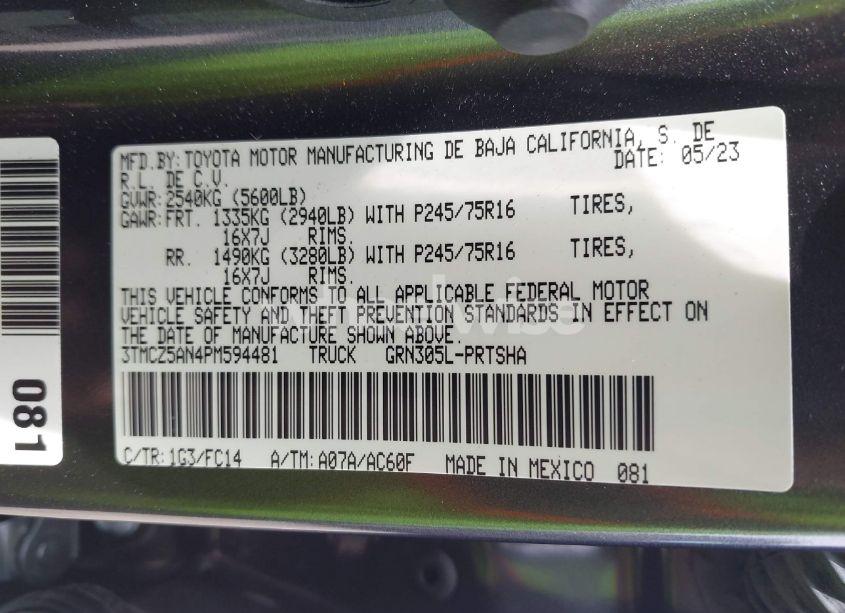 MFD.BY: TOYOTA MOTOR MANUFACTURING DE BAJA CALIFORNIA, S. DE
R.L. DE C.V. DATE: 05/23
GVWR: 2540KG (5600LB)
GAWR: FRT. 1335KG (2940LB) WITH P245/75R16 TIRES,
16X7J RIMS.
RR. 1490KG (3280LB) WITH P245/75R16 TIRES,
16X7J RIMS.
THIS VEHICLE CONFORMS TO ALL APPLICABLE FEDERAL MOTOR
VEHICLE SAFETY AND THEFT PREVENTION STANDARDS IN EFFECT ON
THE DATE OF MANUFACTURE SHOWN ABOVE.
3TMCZ5AN4PM594481 TRUCK GRN305L-PRTSHA
C/TR: 1G3/FC14 A/TM: A07A/AC60F MADE IN MEXICO 081
081